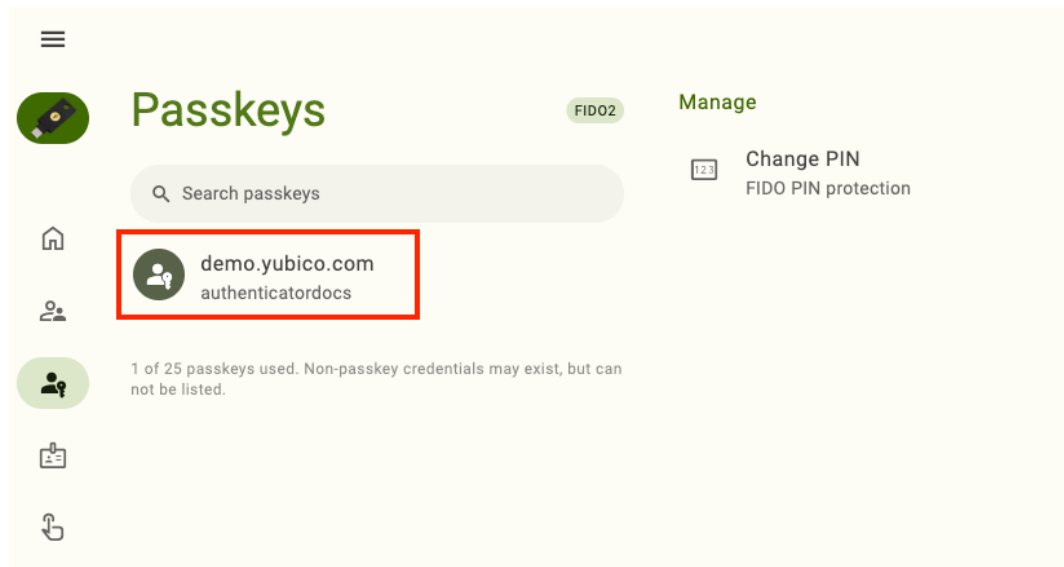 Passkeys
FIDO2
Search passkeys
demo.yubico.com
authenticatordocs
1 of 25 passkeys used. Non-passkey credentials may exist, but can
not be listed.
Manage
123
Change PIN
FIDO PIN protection